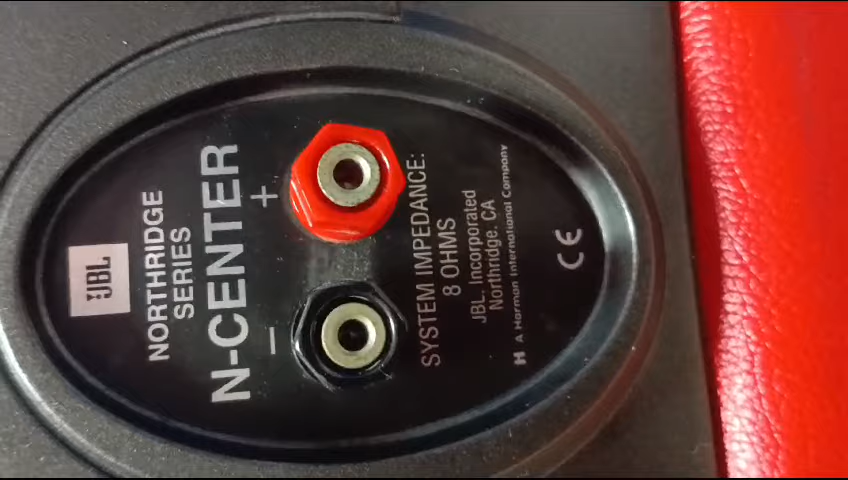 JBL
NORTHRIDGE
SERIES
N-CENTER
− +
SYSTEM IMPEDANCE:
8 OHMS
JBL, Incorporated
Northridge, CA
A Harman International Company
CE